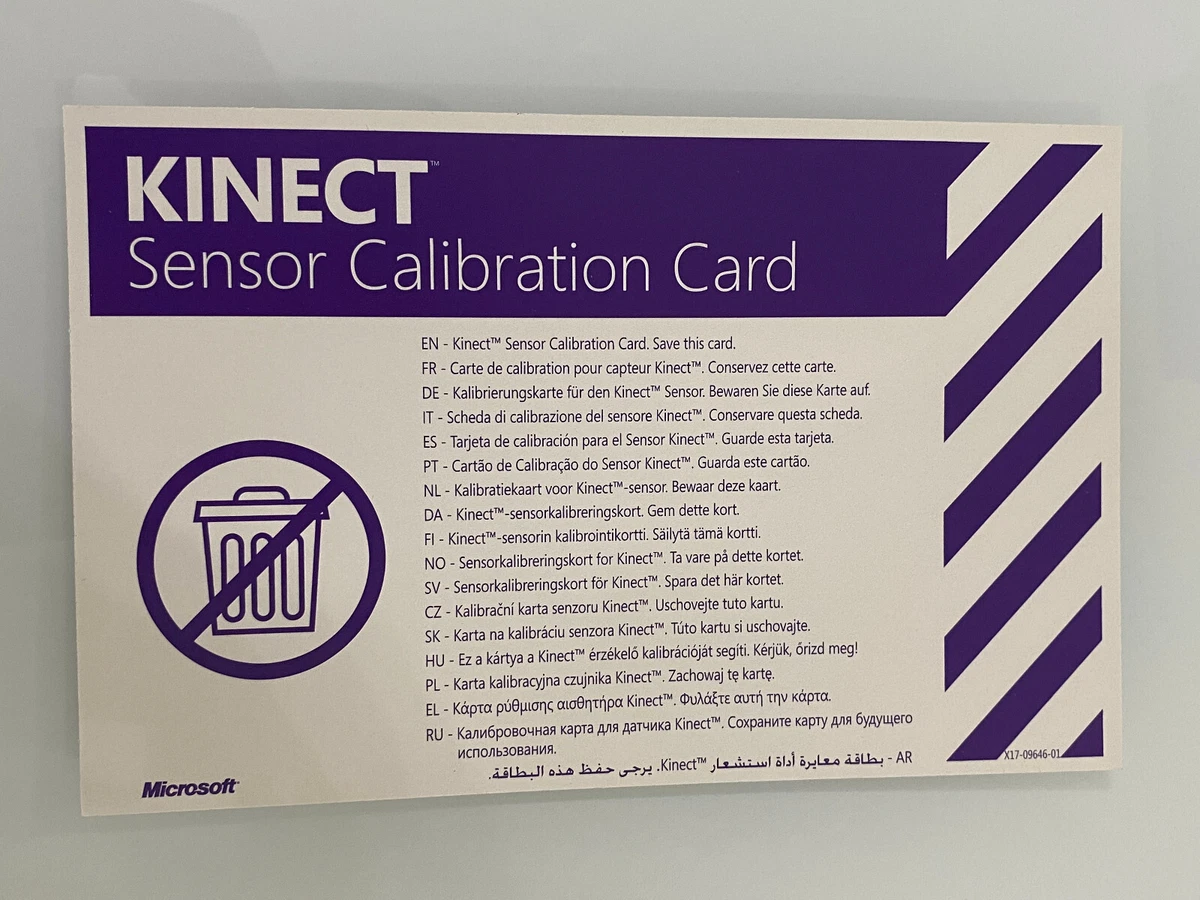 KINECT™
Sensor Calibration Card
EN - Kinect™ Sensor Calibration Card. Save this card.
FR - Carte de calibration pour capteur Kinect™. Conservez cette carte.
DE - Kalibrierungskarte für den Kinect™ Sensor. Bewaren Sie diese Karte auf.
IT - Scheda di calibrazione del sensore Kinect™. Conservare questa scheda.
ES - Tarjeta de calibración para el Sensor Kinect™. Guarde esta tarjeta.
PT - Cartão de Calibração do Sensor Kinect™. Guarda este cartão.
NL - Kalibratiekaart voor Kinect™-sensor. Bewaar deze kaart.
DA - Kinect™-sensorkalibreringskort. Gem dette kort.
FI - Kinect™-sensorin kalibrointikortti. Säilytä tämä kortti.
NO - Sensorkalibreringskort for Kinect™. Ta vare på dette kortet.
SV - Sensorkalibreringskort för Kinect™. Spara det här kortet.
CZ - Kalibrační karta senzoru Kinect™. Uschovejte tuto kartu.
SK - Karta na kalibráciu senzora Kinect™. Túto kartu si uschovajte.
HU - Ez a kártya a Kinect™ érzékelő kalibrációját segíti. Kérjük, őrizd meg!
PL - Karta kalibracyjna czujnika Kinect™. Zachowaj tę kartę.
EL - Κάρτα ρύθμισης αισθητήρα Kinect™. Φυλάξτε αυτή την κάρτα.
RU - Калибровочная карта для датчика Kinect™. Сохраните карту для будущего
использования.
AR - بطاقة معايرة أداة استشعار Kinect™. يرجى حفظ هذه البطاقة.
Microsoft
X17-09646-01